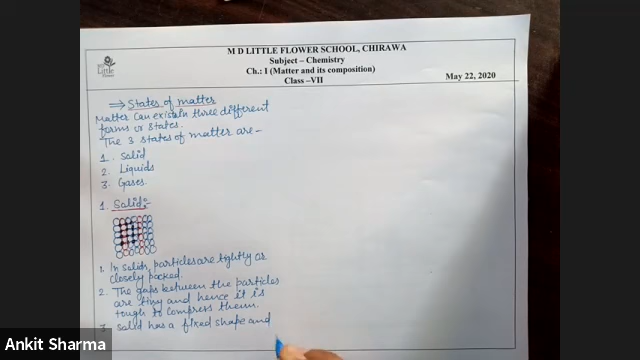 M D LITTLE FLOWER SCHOOL, CHIRAWA
Subject – Chemistry
Ch.: I (Matter and its composition)
Class –VII
May 22, 2020
Little
Flower
⇒ States of matter
Matter can exist in three different
forms or states.
The 3 states of matter are –
1. Solid
2. Liquids
3. Gases.
1. Solid:-
1. In solids, particles are tightly or
closely packed.
2. The gaps between the particles
are tiny and hence it is
tough to compress them.
3. Solid has a fixed shape and
Ankit Sharma